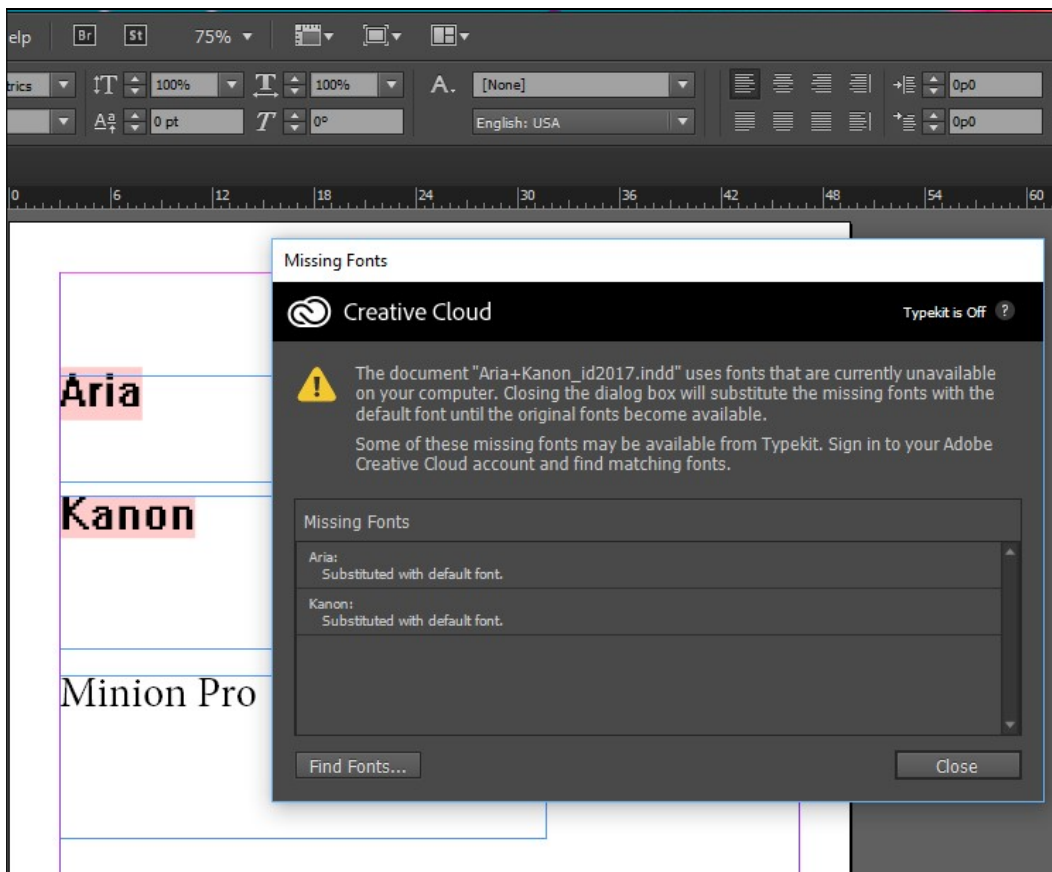 elp Br St 75%
trics 100% 100% A. [None] 0p0
0 pt 0° English: USA 0p0
0 6 12 18 24 30 36 42 48 54 60
Missing Fonts
Creative Cloud Typekit is Off ?
The document "Aria+Kanon_id2017.indd" uses fonts that are currently unavailable
on your computer. Closing the dialog box will substitute the missing fonts with the
default font until the original fonts become available.
Some of these missing fonts may be available from Typekit. Sign in to your Adobe
Creative Cloud account and find matching fonts.
Aria
Kanon
Minion Pro
Missing Fonts
Aria:
Substituted with default font.
Kanon:
Substituted with default font.
Find Fonts... Close